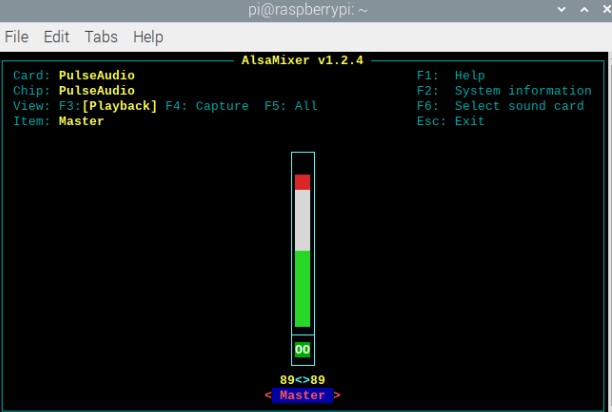 pi@raspberrypi: ~
File Edit Tabs Help
AlsaMixer v1.2.4
Card: PulseAudio F1: Help
Chip: PulseAudio F2: System information
View: F3:[Playback] F4: Capture F5: All F6: Select sound card
Item: Master Esc: Exit
OO
89<>89
< Master >